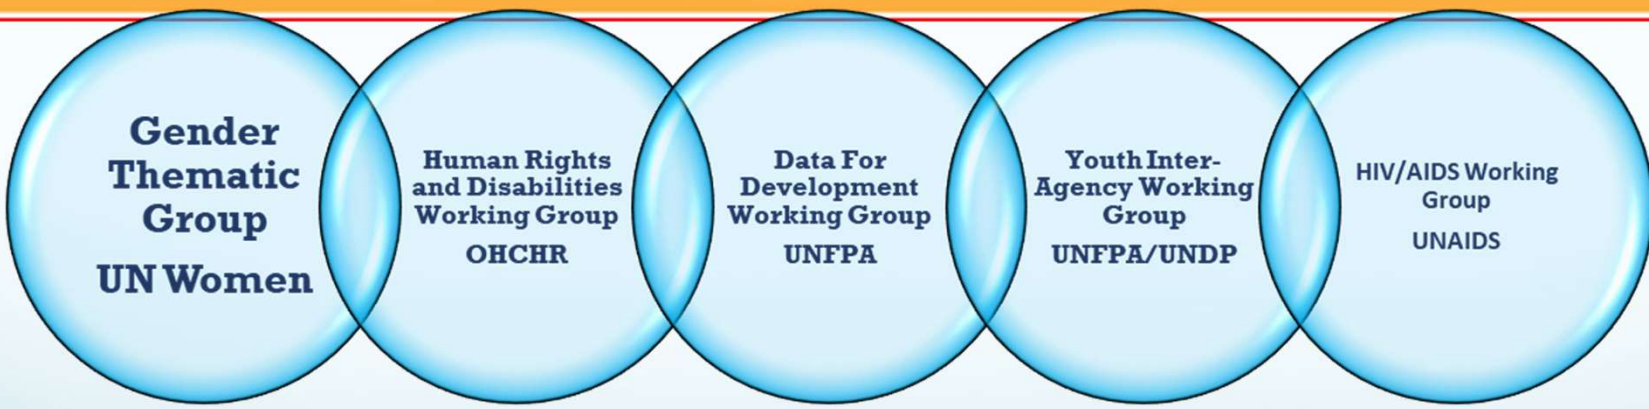 Gender
Thematic
Group
UN Women
Human Rights
and Disabilities
Working Group
OHCHR
Data For
Development
Working Group
UNFPA
Youth Inter-
Agency Working
Group
UNFPA/UNDP
HIV/AIDS Working
Group
UNAIDS